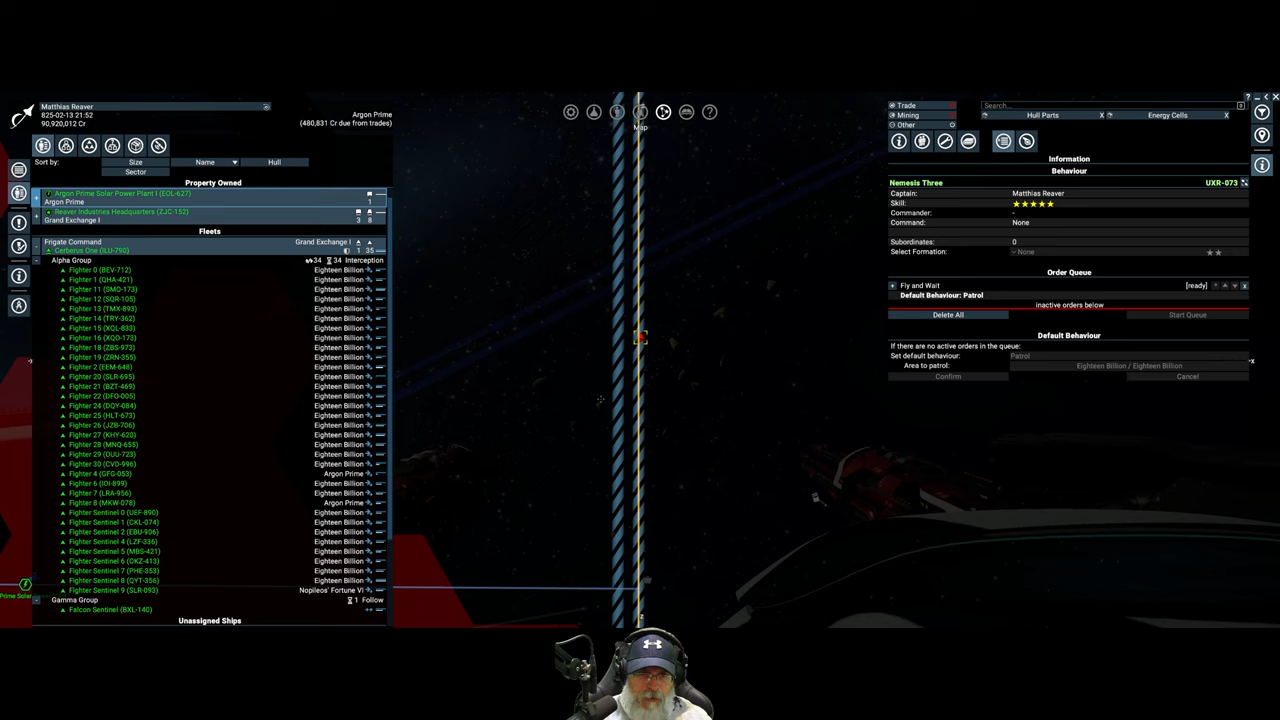 Matthias Reaver
825-02-13 21:52
90,920,012 Cr
Argon Prime
(480,831 Cr due from trades)
Sort by:
Size
Name
Hull
Sector
Property Owned
Argon Prime Solar Power Plant I (EOL-627)
Argon Prime 1
Reaver Industries Headquarters (ZJC-152)
Grand Exchange I 3 8
Fleets
Frigate Command Grand Exchange I
Cerberus One (ILU-790) 1 35
Alpha Group 34 34 Interception
Fighter 0 (BEV-712) Eighteen Billion
Fighter 1 (QHA-421) Eighteen Billion
Fighter 11 (SMO-173) Eighteen Billion
Fighter 12 (SQR-105) Eighteen Billion
Fighter 13 (TMX-893) Eighteen Billion
Fighter 14 (TRY-362) Eighteen Billion
Fighter 15 (XQL-833) Eighteen Billion
Fighter 16 (XQD-173) Eighteen Billion
Fighter 18 (ZBS-973) Eighteen Billion
Fighter 19 (ZRN-355) Eighteen Billion
Fighter 2 (EEM-648) Eighteen Billion
Fighter 20 (SLR-695) Eighteen Billion
Fighter 21 (BZT-469) Eighteen Billion
Fighter 22 (DFO-005) Eighteen Billion
Fighter 24 (DQY-084) Eighteen Billion
Fighter 25 (HLT-673) Eighteen Billion
Fighter 26 (JZB-706) Eighteen Billion
Fighter 27 (KHY-620) Eighteen Billion
Fighter 28 (MNQ-655) Eighteen Billion
Fighter 29 (OUU-723) Eighteen Billion
Fighter 30 (CVD-996) Eighteen Billion
Fighter 4 (GFG-053) Argon Prime
Fighter 6 (IOI-899) Eighteen Billion
Fighter 7 (LRA-956) Eighteen Billion
Fighter 8 (MKW-078) Argon Prime
Fighter Sentinel 0 (UEF-890) Eighteen Billion
Fighter Sentinel 1 (CKL-074) Eighteen Billion
Fighter Sentinel 2 (EBU-906) Eighteen Billion
Fighter Sentinel 4 (LZF-336) Eighteen Billion
Fighter Sentinel 5 (MBS-421) Eighteen Billion
Fighter Sentinel 6 (OKZ-413) Eighteen Billion
Fighter Sentinel 7 (PHE-353) Eighteen Billion
Fighter Sentinel 8 (QYT-356) Eighteen Billion
Fighter Sentinel 9 (SLR-093) Nopileos' Fortune VI
Gamma Group 1 Follow
Falcon Sentinel (BXL-140)
Unassigned Ships
Prime Solar
Map
Trade
Mining
Other
Search...
Hull Parts X
Energy Cells X
Information
Behaviour
Nemesis Three UXR-073
Captain: Matthias Reaver
Skill: ★★★★★
Commander: -
Command: None
Subordinates: 0
Select Formation: None
Order Queue
Fly and Wait [ready] x
Default Behaviour: Patrol
inactive orders below
Delete All
Start Queue
Default Behaviour
If there are no active orders in the queue:
Set default behaviour: Patrol
Area to patrol: Eighteen Billion / Eighteen Billion
Confirm
Cancel